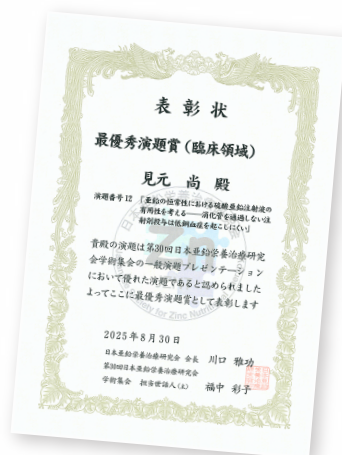 表彰状
最優秀演題賞(臨床領域)
見元 尚 殿
演題番号12 「亜鉛の恒常性における硫酸亜鉛注射液の
有用性を考える――消化管を通過しない注
射剤投与は低銅血症を起こしにくい」
貴殿の演題は第30回日本亜鉛栄養治療研究
会学術集会の一般演題プレゼンテーション
において優れた演題であると認められました
よってここに最優秀演題賞として表彰します
2025年8月30日
日本亜鉛栄養治療研究会 会長 川口 雅功
第30回日本亜鉛栄養治療研究会
学術集会 担当世話人(主) 福中 彩子